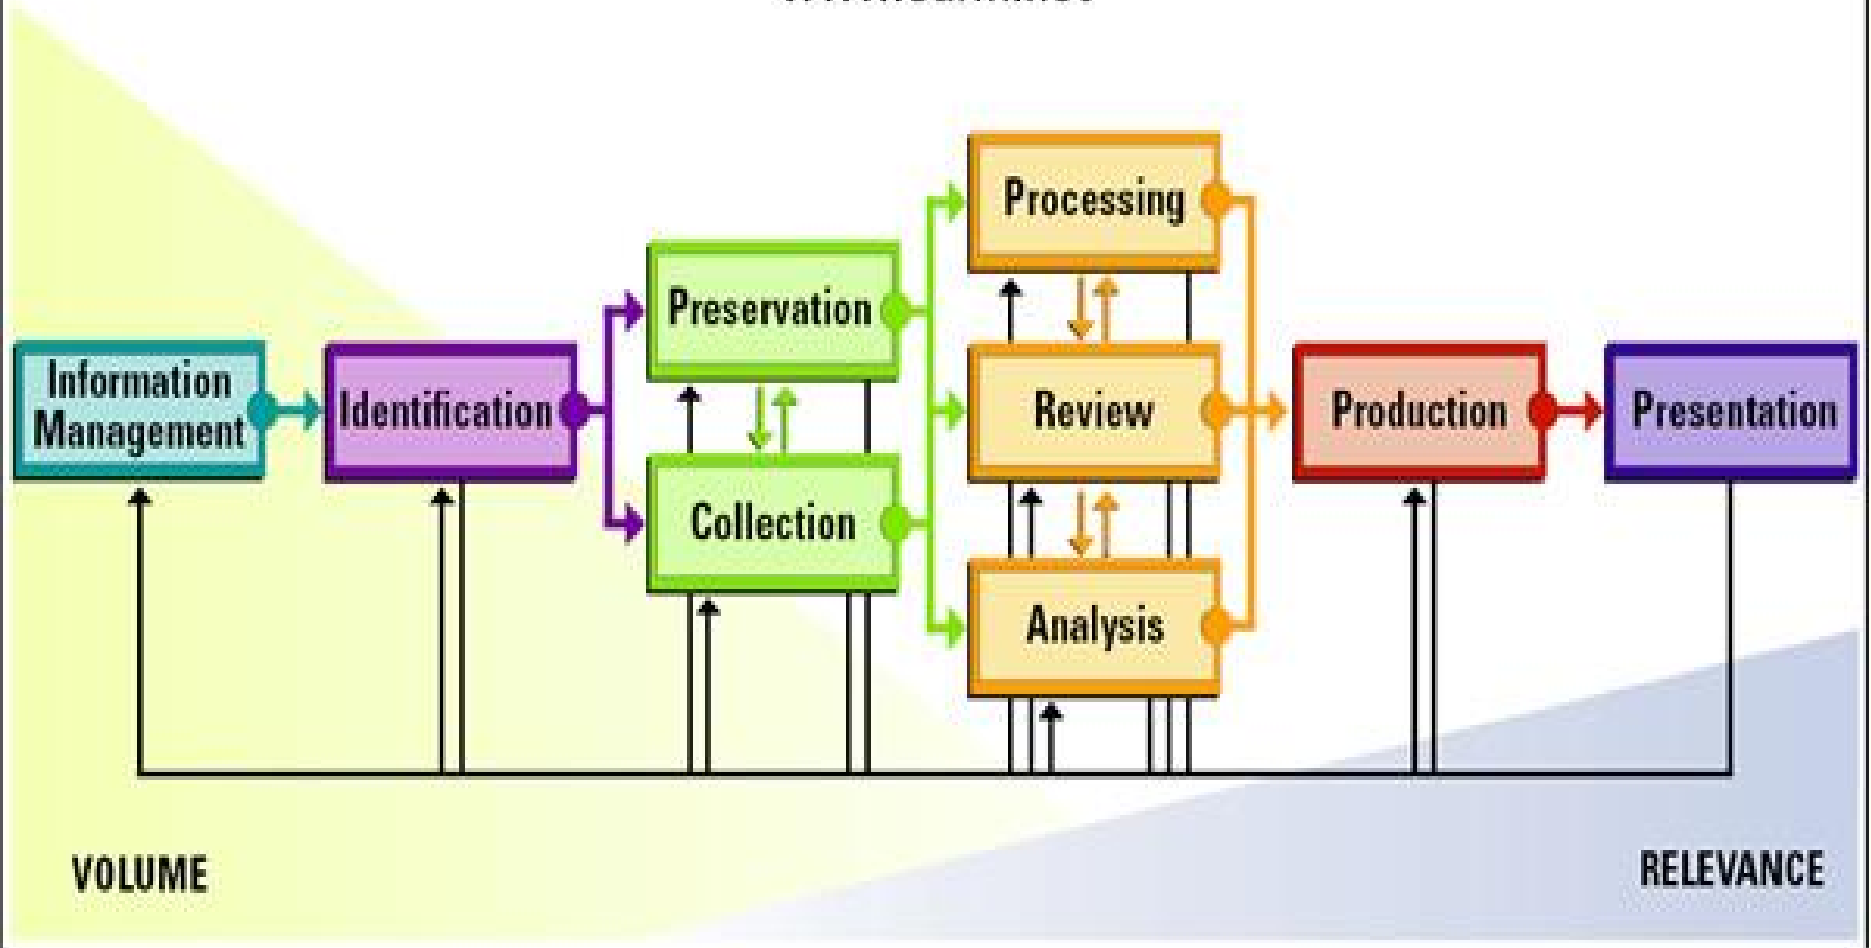 Processing
Preservation
Information
Management
Identification
Review
Production
Presentation
Collection
Analysis
VOLUME
RELEVANCE